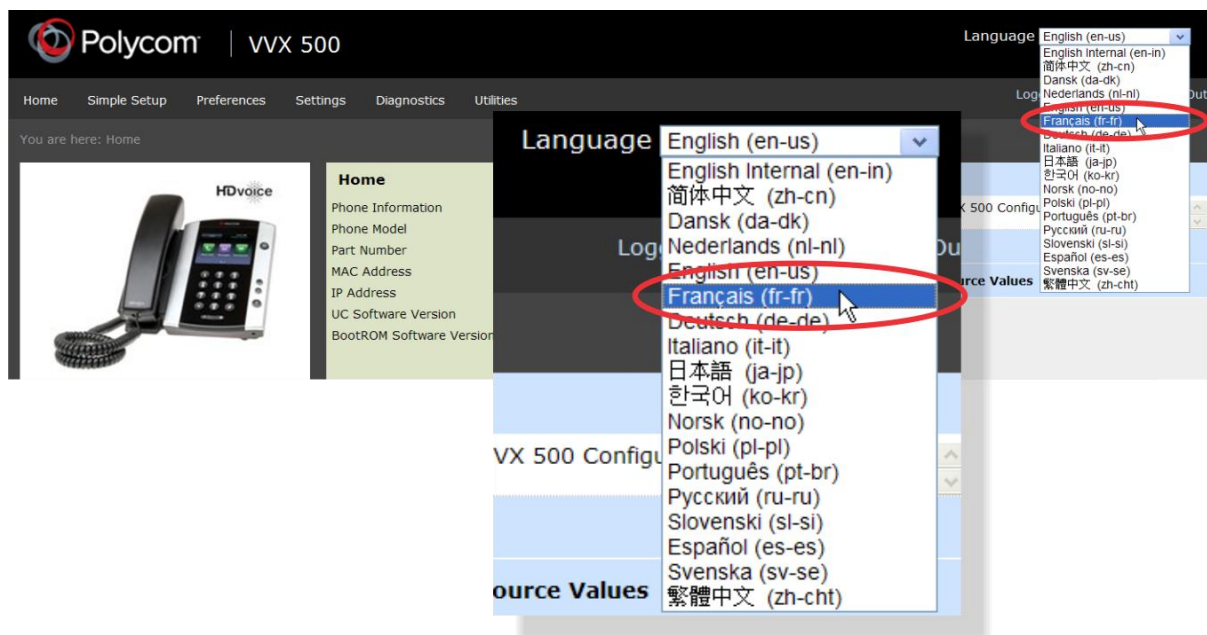 Polycom | VVX 500
Language English (en-us)
English Internal (en-in)
简体中文 (zh-cn)
Dansk (da-dk)
Nederlands (nl-nl)
English (en-us)
Français (fr-fr)
Deutsch (de-de)
Italiano (it-it)
日本語 (ja-jp)
한국어 (ko-kr)
Norsk (no-no)
Polski (pl-pl)
Português (pt-br)
Русский (ru-ru)
Slovenski (sl-si)
Español (es-es)
Svenska (sv-se)
繁體中文 (zh-cht)
Home Simple Setup Preferences Settings Diagnostics Utilities
Log
Out
You are here: Home
HDvoice
Home
Phone Information
Phone Model
Part Number
MAC Address
IP Address
UC Software Version
BootROM Software Version
X 500 Configu
urce Values
Language English (en-us)
English Internal (en-in)
简体中文 (zh-cn)
Dansk (da-dk)
Nederlands (nl-nl)
English (en-us)
Français (fr-fr)
Deutsch (de-de)
Italiano (it-it)
日本語 (ja-jp)
한국어 (ko-kr)
Norsk (no-no)
Polski (pl-pl)
Português (pt-br)
Русский (ru-ru)
Slovenski (sl-si)
Español (es-es)
Svenska (sv-se)
繁體中文 (zh-cht)
Log
Ou
VX 500 Configu
ource Values